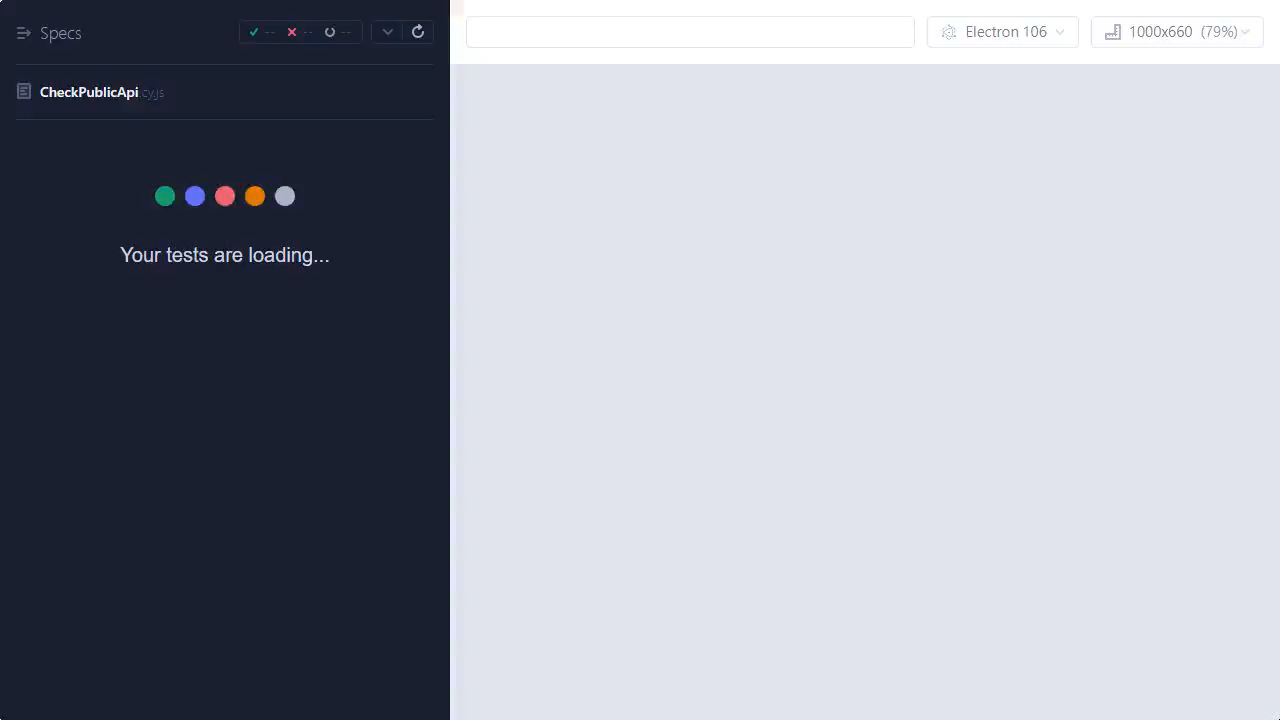 Specs
-- -- --
CheckPublicApi.cy.js
Your tests are loading...
Electron 106
1000x660 (79%)